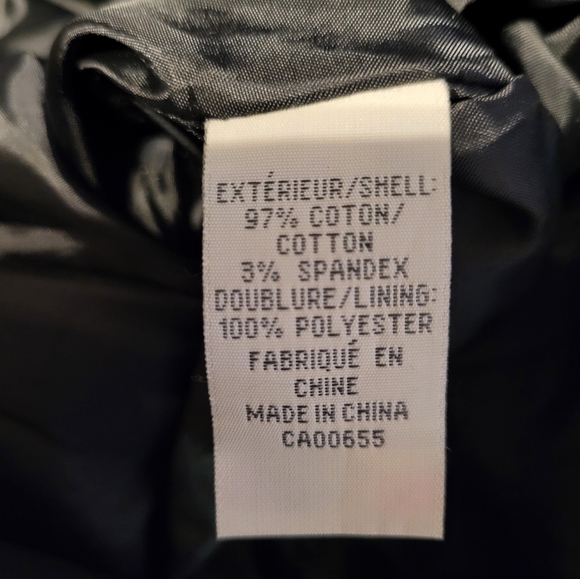 EXTÉRIEUR/SHELL:
97% COTON/
COTTON
3% SPANDEX
DOUBLURE/LINING:
100% POLYESTER
FABRIQUÉ EN
CHINE
MADE IN CHINA
CA00655